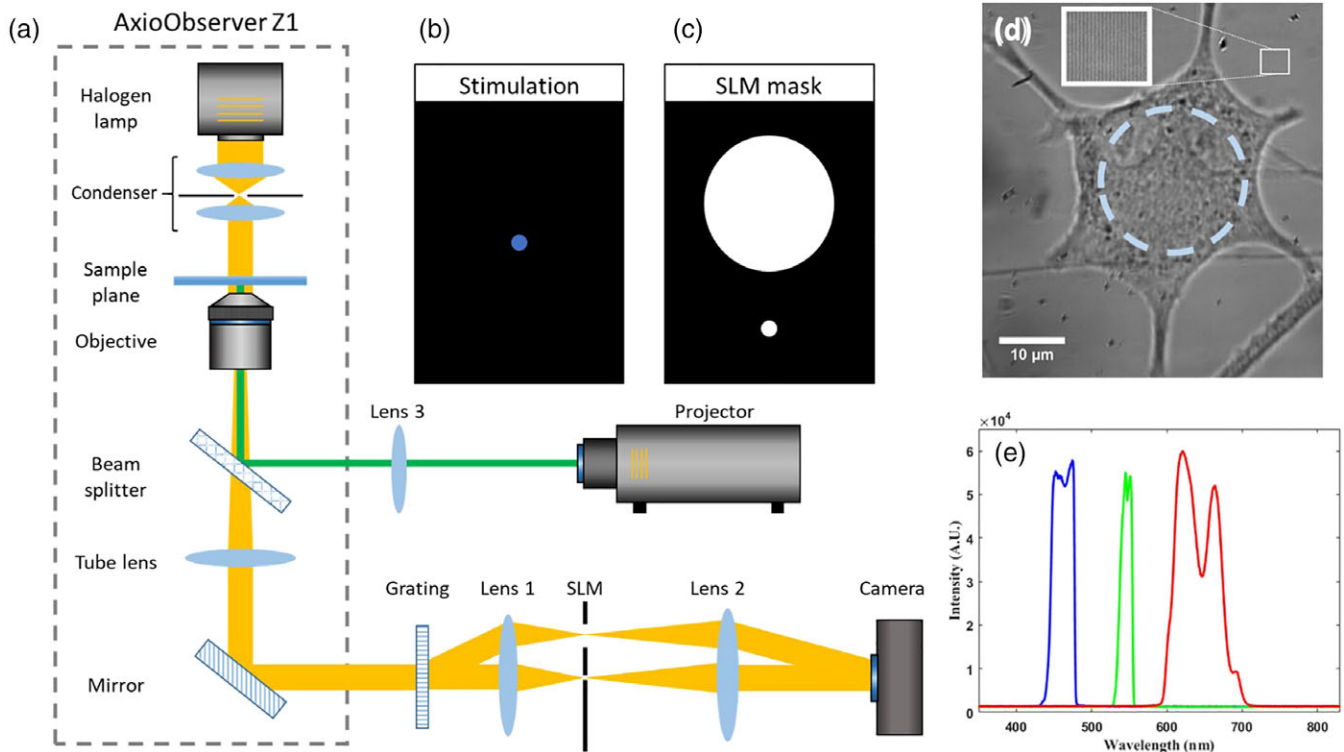 (a)
AxioObserver Z1
Halogen
lamp
Condenser
Sample
plane
Objective
Beam
splitter
Tube lens
Mirror
Lens 3
Projector
Grating
Lens 1
SLM
Lens 2
Camera
(b)
Stimulation
(c)
SLM mask
(d)
10 μm
(e)
×10⁴
Intensity (A.U.)
6
5
4
3
2
1
0
400
500
600
700
800
Wavelength (nm)